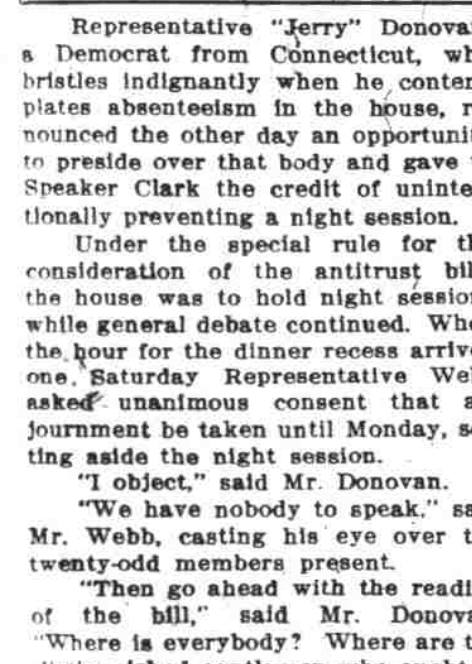 Representative "Jerry" Donova
a Democrat from Connecticut, wh
bristles indignantly when he contem
plates absenteeism in the house,
nounced the other day an opportunit
to preside over that body and gave
Speaker Clark the credit of uninte
tionally preventing a night session.
Under the special rule for th
consideration of the antitrust bil
the house was to hold night session
while general debate continued. Whe
the hour for the dinner recess arrive
one Saturday Representative We
asked unanimous consent that a
journment be taken until Monday, se
ting aside the night session.
"I object," said Mr. Donovan.
"We have nobody to speak," sa
Mr. Webb, casting his eye over t
twenty-odd members present.
"Then go ahead with the readi
of the bill," said Mr. Donova
"Where is everybody? Where are